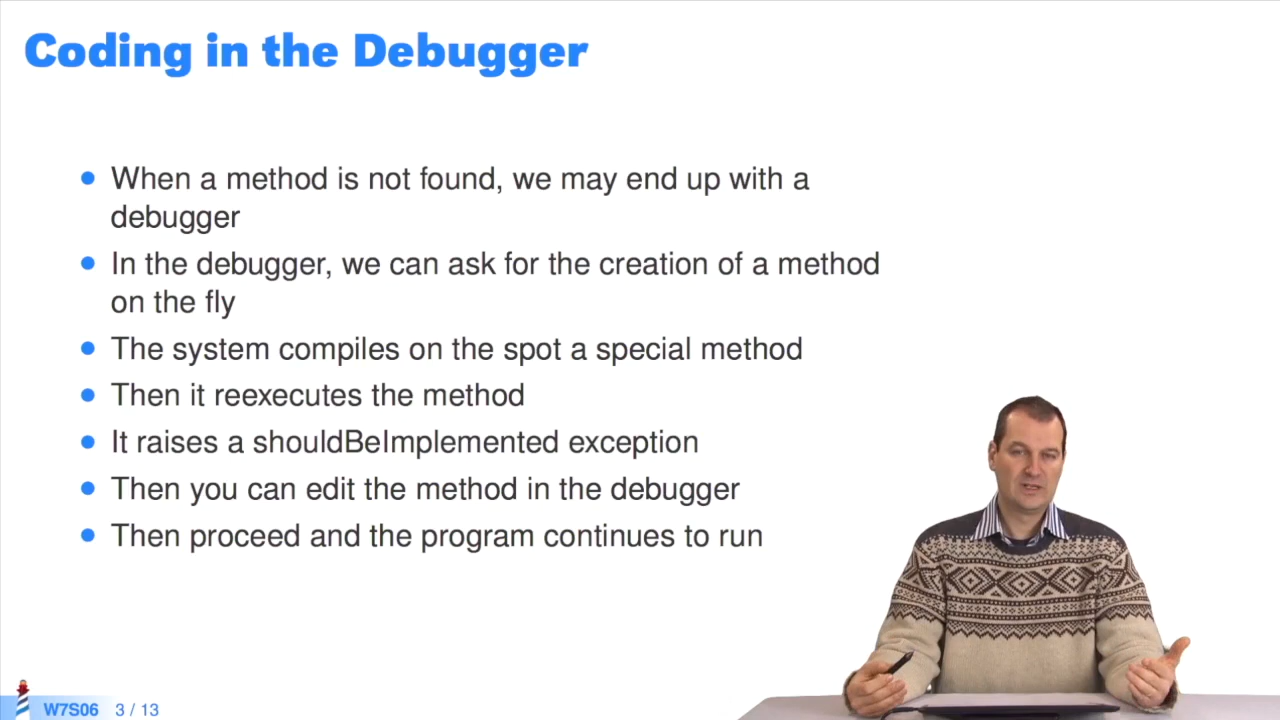 Coding in the Debugger
When a method is not found, we may end up with a
debugger
In the debugger, we can ask for the creation of a method
on the fly
The system compiles on the spot a special method
Then it reexecutes the method
It raises a shouldBeImplemented exception
Then you can edit the method in the debugger
Then proceed and the program continues to run
W7S06 3 / 13